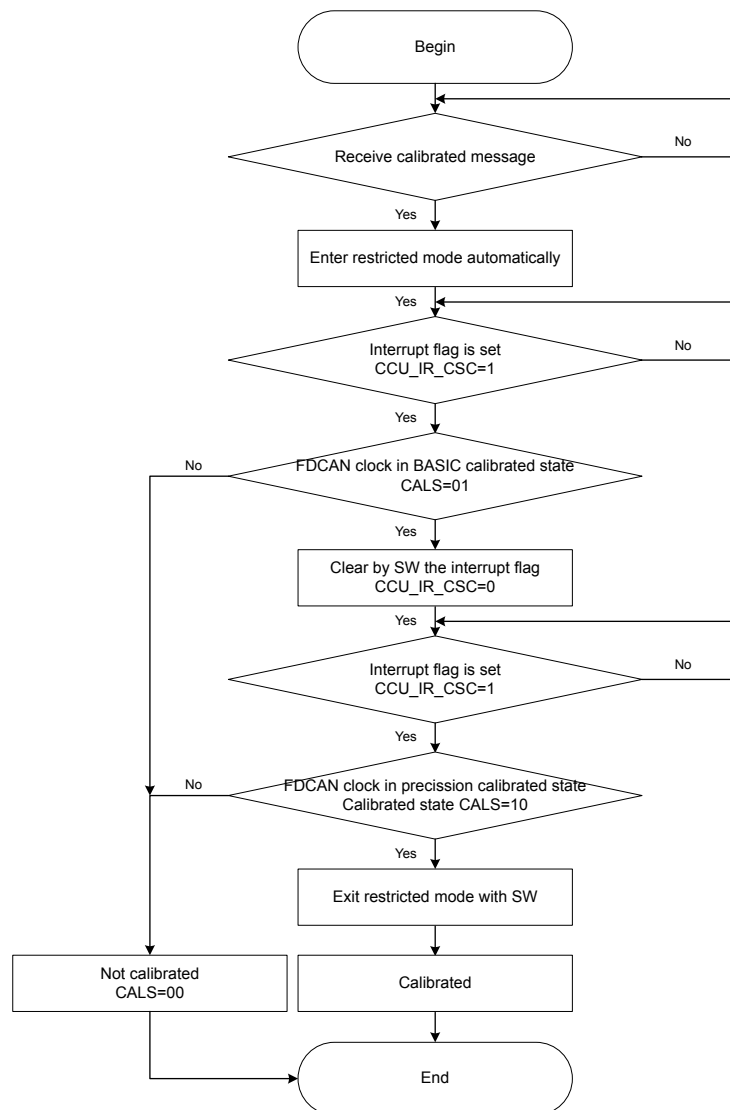 Begin
Receive calibrated message
No
Yes
Enter restricted mode automatically
Yes
Interrupt flag is set
CCU_IR_CSC=1
No
Yes
No
FDCAN clock in BASIC calibrated state
CALS=01
Yes
Clear by SW the interrupt flag
CCU_IR_CSC=0
Yes
Interrupt flag is set
CCU_IR_CSC=1
No
Yes
No
FDCAN clock in precission calibrated state
Calibrated state CALS=10
Yes
Exit restricted mode with SW
Not calibrated
CALS=00
Calibrated
End